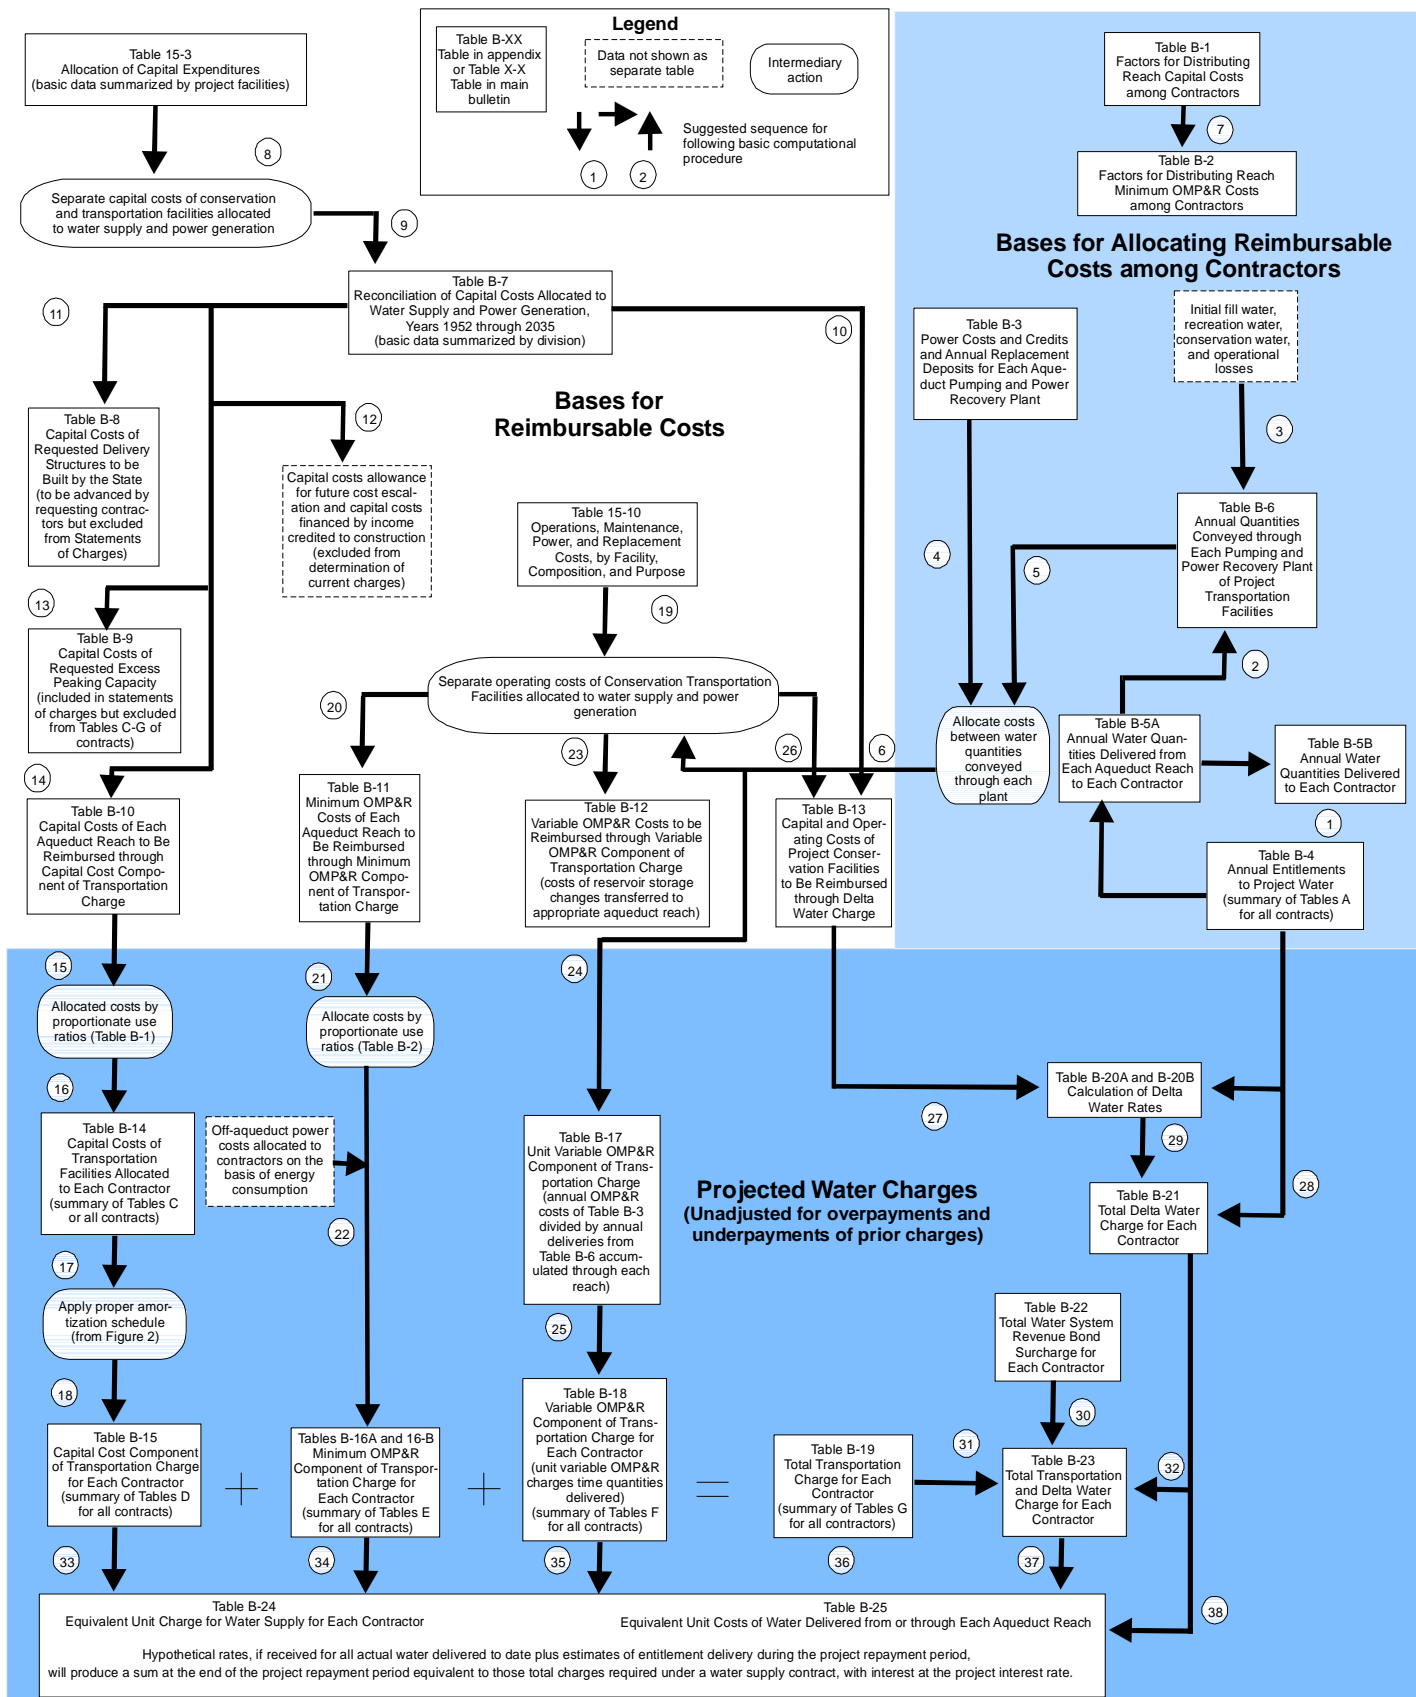 Legend
Table B-XX
Table in appendix
or Table X-X
Table in main
bulletin
Data not shown as
separate table
Intermediary
action
Suggested sequence for
following basic computational
procedure
1
2
Table 15-3
Allocation of Capital Expenditures
(basic data summarized by project facilities)
8
Separate capital costs of conservation
and transportation facilities allocated
to water supply and power generation
9
Table B-7
Reconciliation of Capital Costs Allocated to
Water Supply and Power Generation,
Years 1952 through 2035
(basic data summarized by division)
11
10
Table B-1
Factors for Distributing
Reach Capital Costs
among Contractors
7
Table B-2
Factors for Distributing Reach
Minimum OMP&R Costs
among Contractors
Bases for Allocating Reimbursable
Costs among Contractors
Table B-3
Power Costs and Credits
and Annual Replacement
Deposits for Each Aque-
duct Pumping and Power
Recovery Plant
Initial fill water,
recreation water,
conservation water,
and operational
losses
3
4
5
Table B-6
Annual Quantities
Conveyed through
Each Pumping and
Power Recovery Plant
of Project
Transportation
Facilities
2
Allocate costs
between water
quantities
conveyed
through each
plant
Table B-5A
Annual Water Quan-
tities Delivered from
Each Aqueduct Reach
to Each Contractor
Table B-5B
Annual Water
Quantities Delivered
to Each Contractor
1
Table B-4
Annual Entitlements
to Project Water
(summary of Tables A
for all contracts)
Bases for
Reimbursable Costs
Table B-8
Capital Costs of
Requested Delivery
Structures to be
Built by the State
(to be advanced by
requesting contrac-
tors but excluded
from Statements
of Charges)
12
Capital costs allowance
for future cost escal-
ation and capital costs
financed by income
credited to construction
(excluded from
determination of
current charges)
Table 15-10
Operations, Maintenance,
Power, and Replacement
Costs, by Facility,
Composition, and Purpose
19
13
Table B-9
Capital Costs of
Requested Excess
Peaking Capacity
(included in statements
of charges but excluded
from Tables C-G of
contracts)
Separate operating costs of Conservation Transportation
Facilities allocated to water supply and power
generation
20
23
26
6
14
Table B-10
Capital Costs of Each
Aqueduct Reach to Be
Reimbursed through
Capital Cost Compo-
nent of Transportation
Charge
Table B-11
Minimum OMP&R
Costs of Each
Aqueduct Reach to
Be Reimbursed
through Minimum
OMP&R Compo-
nent of Transpor-
tation Charge
Table B-12
Variable OMP&R Costs to be
Reimbursed through Variable
OMP&R Component of
Transportation Charge
(costs of reservoir storage
changes transferred to
appropriate aqueduct reach)
Table B-13
Capital and Oper-
ating Costs of
Project Conser-
vation Facilities
to Be Reimbursed
through Delta
Water Charge
15
Allocated costs by
proportionate use
ratios (Table B-1)
16
21
Allocate costs by
proportionate use
ratios (Table B-2)
24
Table B-14
Capital Costs of
Transportation
Facilities Allocated
to Each Contractor
(summary of Tables C
or all contracts)
Off-aqueduct power
costs allocated to
contractors on the
basis of energy
consumption
22
Table B-17
Unit Variable OMP&R
Component of Trans-
portation Charge
(annual OMP&R
costs of Table B-3
divided by annual
deliveries from
Table B-6 accum-
ulated through each
reach)
27
Table B-20A and B-20B
Calculation of Delta
Water Rates
29
28
Projected Water Charges
(Unadjusted for overpayments and
underpayments of prior charges)
Table B-21
Total Delta Water
Charge for Each
Contractor
17
Apply proper amor-
tization schedule
(from Figure 2)
18
25
Table B-22
Total Water System
Revenue Bond
Surcharge for
Each Contractor
30
Table B-15
Capital Cost Component
of Transportation Charge
for Each Contractor
(summary of Tables D
for all contracts)
+
Tables B-16A and 16-B
Minimum OMP&R
Component of Transpor-
tation Charge for
Each Contractor
(summary of Tables E
for all contracts)
+
Table B-18
Variable OMP&R
Component of Trans-
portation Charge for
Each Contractor
(unit variable OMP&R
charges time quantities
delivered)
(summary of Tables F
for all contracts)
=
Table B-19
Total Transportation
Charge for Each
Contractor
(summary of Tables G
for all contractors)
31
Table B-23
Total Transportation
and Delta Water
Charge for Each
Contractor
32
33
34
35
36
37
38
Table B-24
Equivalent Unit Charge for Water Supply for Each Contractor
Table B-25
Equivalent Unit Costs of Water Delivered from or through Each Aqueduct Reach
Hypothetical rates, if received for all actual water delivered to date plus estimates of entitlement delivery during the project repayment period,
will produce a sum at the end of the project repayment period equivalent to those total charges required under a water supply contract, with interest at the project interest rate.